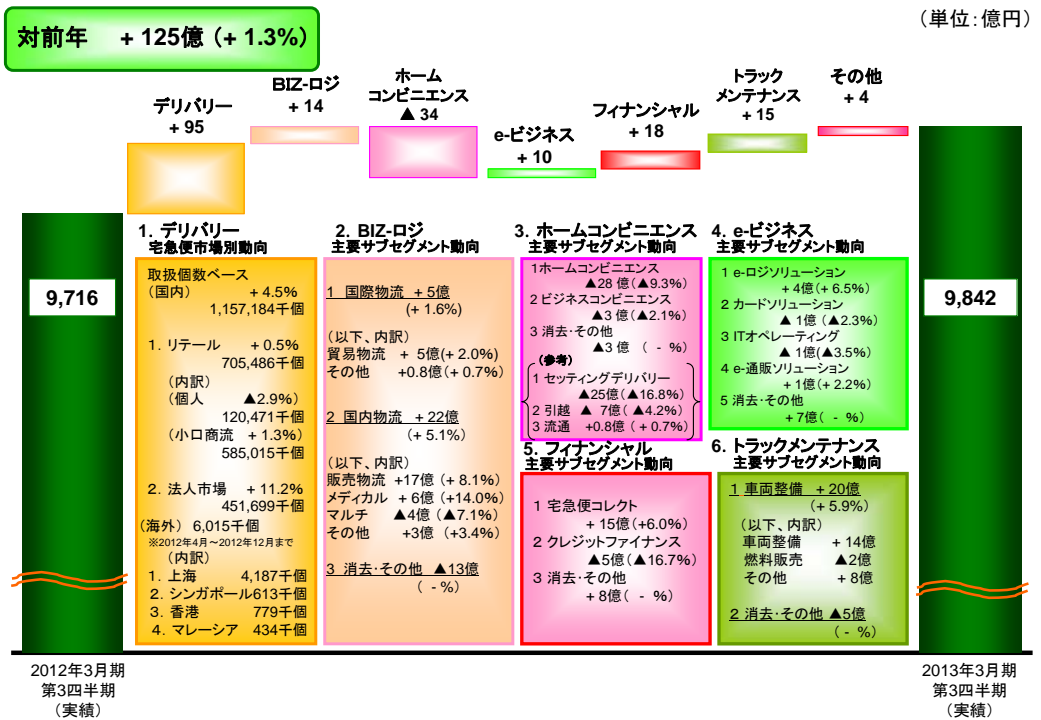 (単位:億円)
対前年 + 125億 (+ 1.3%)
デリバリー
+ 95
BIZ-ロジ
+ 14
ホーム
コンビニエンス
▲ 34
e-ビジネス
+ 10
フィナンシャル
+ 18
トラック
メンテナンス
+ 15
その他
+ 4
9,716
1. デリバリー
宅急便市場別動向
取扱個数ベース
(国内) + 4.5%
1,157,184千個
1. リテール + 0.5%
705,486千個
(内訳)
(個人 ▲2.9%)
120,471千個
(小口商流 + 1.3%)
585,015千個
2. 法人市場 + 11.2%
451,699千個
(海外) 6,015千個
※2012年4月~2012年12月まで
(内訳)
1. 上海 4,187千個
2. シンガポール613千個
3. 香港 779千個
4. マレーシア 434千個
2. BIZ-ロジ
主要サブセグメント動向
1 国際物流 + 5億
(+ 1.6%)
(以下、内訳)
貿易物流 + 5億(+ 2.0%)
その他 +0.8億(+ 0.7%)
2 国内物流 + 22億
(+ 5.1%)
(以下、内訳)
販売物流 +17億 (+ 8.1%)
メディカル + 6億 (+14.0%)
マルチ ▲4億 (▲7.1%)
その他 +3億 (+3.4%)
3 消去・その他 ▲13億
( - %)
3. ホームコンビニエンス
主要サブセグメント動向
1ホームコンビニエンス
▲28 億(▲9.3%)
2 ビジネスコンビニエンス
▲3 億 (▲2.1%)
3 消去・その他
▲3 億 ( - %)
(参考)
1 セッティングデリバリー
▲25億(▲16.8%)
2 引越 ▲ 7億( ▲4.2%)
3 流通 +0.8億 ( + 0.7%)
4. e-ビジネス
主要サブセグメント動向
1 e-ロジソリューション
+ 4億(+ 6.5%)
2 カードソリューション
▲ 1億 (▲2.3%)
3 ITオペレーティング
▲ 1億(▲3.5%)
4 e-通販ソリューション
+ 1億(+ 2.2%)
5 消去・その他
+ 7億( - %)
5. フィナンシャル
主要サブセグメント動向
1 宅急便コレクト
+ 15億(+6.0%)
2 クレジットファイナンス
▲5億(▲16.7%)
3 消去・その他
+ 8億( - %)
6. トラックメンテナンス
主要サブセグメント動向
1 車両整備 + 20億
(+ 5.9%)
(以下、内訳)
車両整備 + 14億
燃料販売 ▲2億
その他 + 8億
2 消去・その他 ▲5億
( - %)
9,842
2012年3月期
第3四半期
(実績)
2013年3月期
第3四半期
(実績)